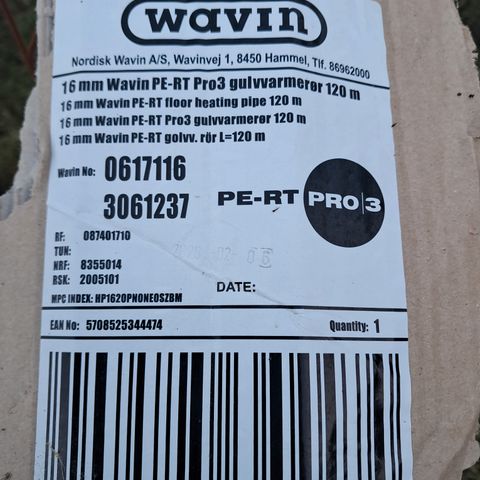 wavin
Nordisk Wavin A/S, Wavinvej 1, 8450 Hammel, Tlf. 86962000
16 mm Wavin PE-RT Pro3 gulvvarmerør 120 m
16 mm Wavin PE-RT floor heating pipe 120 m
16 mm Wavin PE-RT Pro3 gulvvarmerør 120 m
16 mm Wavin PE-RT golvv. rör L=120 m
Wavin No: 0617116
3061237
PE-RT PRO|3
RF: 087401710
TUN:
NRF: 8355014
RSK: 2005101
DATE:
MPC INDEX: HP1620PNONEOSZBM
EAN No: 5708525344474 Quantity: 1